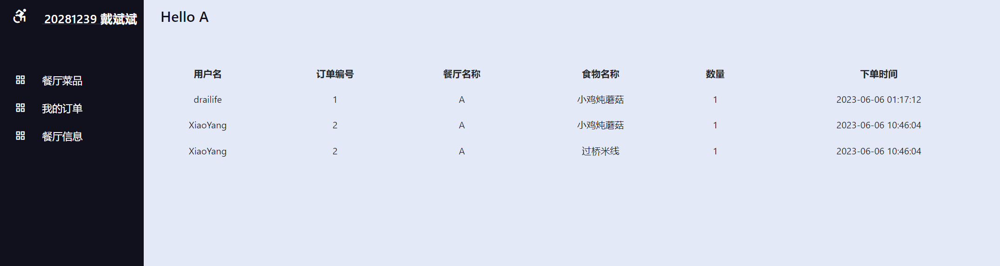 20281239 戴斌斌
餐厅菜品
我的订单
餐厅信息
Hello A
用户名 订单编号 餐厅名称 食物名称 数量 下单时间
drailife 1 A 小鸡炖蘑菇 1 2023-06-06 01:17:12
XiaoYang 2 A 小鸡炖蘑菇 1 2023-06-06 10:46:04
XiaoYang 2 A 过桥米线 1 2023-06-06 10:46:04